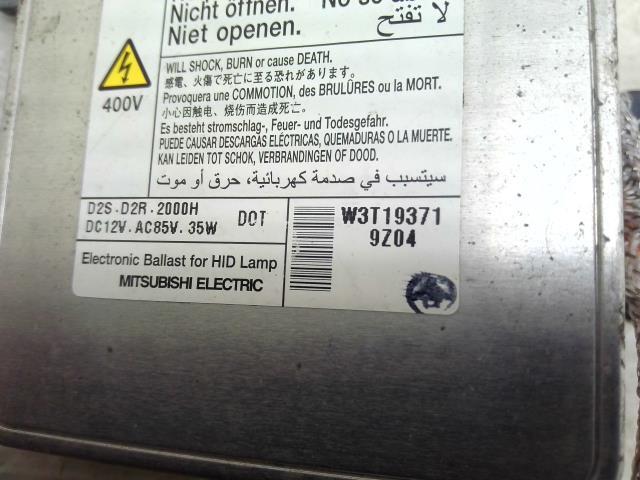 Nicht öffnen.
Niet openen.
No
لا تفتح
400V
WILL SHOCK, BURN or cause DEATH.
感電、火傷で死亡に至る恐れがあります。
Provoquera une COMMOTION, des BRULÛRES ou la MORT.
小心因触电、烧伤而造成死亡。
Es besteht stromschlag-, Feuer- und Todesgefahr.
PUEDE CAUSAR DESCARGAS ELÉCTRICAS, QUEMADURAS O LA MUERTE.
KAN LEIDEN TOT SCHOK, VERBRANDINGEN OF DOOD.
سيتسبب في صدمة كهربائية، حرق أو موت
D2S.D2R.2000H
DC12V.AC85V.35W
DOT
Electronic Ballast for HID Lamp
MITSUBISHI ELECTRIC
W3T19371
9Z04